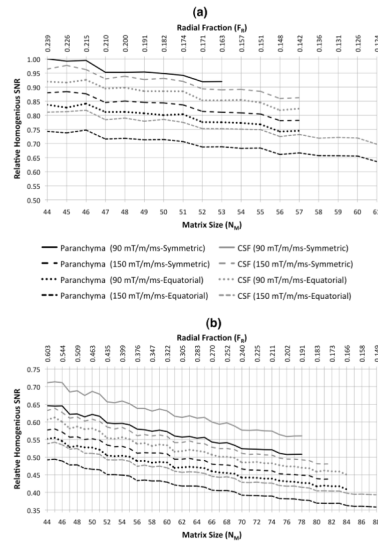 (a)
Radial Fraction (FR)
0.239 0.226 0.215 0.210 0.200 0.191 0.182 0.174 0.171 0.163 0.157 0.151 0.148 0.142 0.136 0.131 0.126
1.00
0.95
0.90
0.85
0.80
0.75
0.70
0.65
0.60
0.55
0.50
Relative Homogenious SNR
44 45 46 47 48 49 50 51 52 53 54 55 56 57 58 59 60
Matrix Size (NM)
Paranchyma (90 mT/m/ms-Symmetric) CSF (90 mT/m/ms-Symmetric)
Paranchyma (150 mT/m/ms-Symmetric) CSF (150 mT/m/ms-Symmetric)
Paranchyma (90 mT/m/ms-Equatorial) CSF (90 mT/m/ms-Equatorial)
Paranchyma (150 mT/m/ms-Equatorial) CSF (150 mT/m/ms-Equatorial)
(b)
Radial Fraction (FR)
0.603 0.544 0.509 0.463 0.435 0.399 0.376 0.347 0.322 0.305 0.283 0.270 0.252 0.240 0.225 0.211 0.202 0.191 0.183 0.173 0.166 0.158
0.75
0.70
0.65
0.60
0.55
0.50
0.45
0.40
0.35
Relative Homogenious SNR
44 46 48 50 52 54 56 58 60 62 64 66 68 70 72 74 76 78 80 82 84 86
Matrix Size (NM)